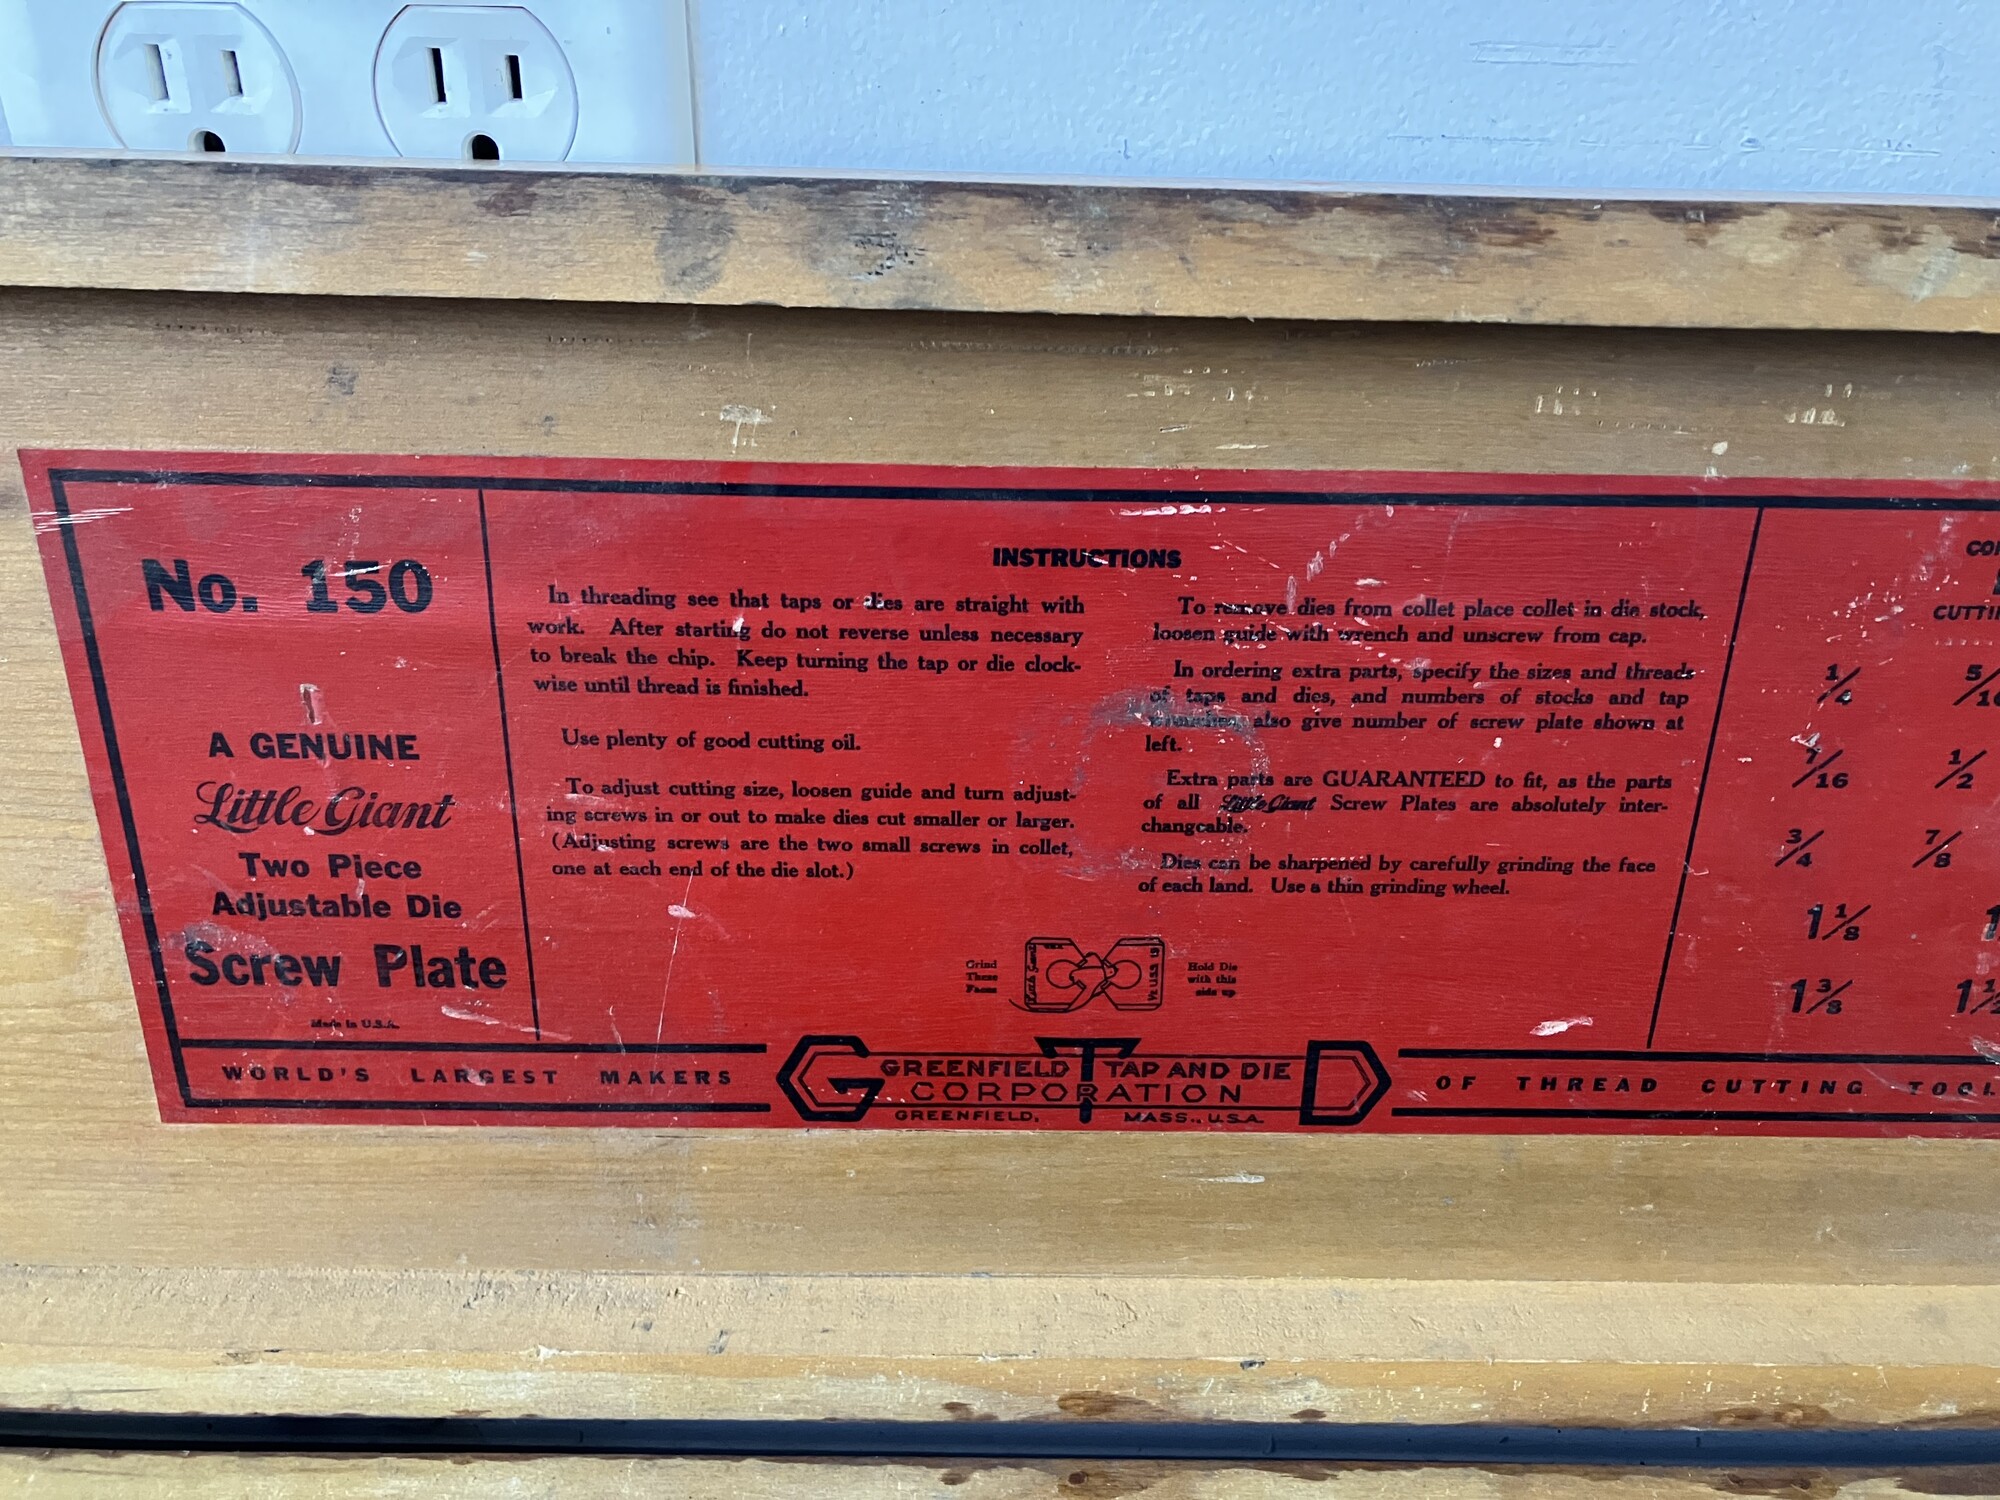 No. 150
A GENUINE
Little Giant
Two Piece
Adjustable Die
Screw Plate
Made in U.S.A.
INSTRUCTIONS
In threading see that taps or dies are straight with
work. After starting do not reverse unless necessary
to break the chip. Keep turning the tap or die clock-
wise until thread is finished.
Use plenty of good cutting oil.
To adjust cutting size, loosen guide and turn adjust-
ing screws in or out to make dies cut smaller or larger.
(Adjusting screws are the two small screws in collet,
one at each end of the die slot.)
To remove dies from collet place collet in die stock,
loosen guide with wrench and unscrew from cap.
In ordering extra parts, specify the sizes and threads
of taps and dies, and numbers of stocks and tap
wrenches, also give number of screw plate shown at
left.
Extra parts are GUARANTEED to fit, as the parts
of all Little Giant Screw Plates are absolutely inter-
changeable.
Dies can be sharpened by carefully grinding the face
of each land. Use a thin grinding wheel.
Grind
These
Faces
Little Giant
Hold Die
with this
side up
1/4
7/16 1/2
3/4 7/8
1 1/8
1 3/8
WORLD'S LARGEST MAKERS
GTD
GREENFIELD TAP AND DIE
CORPORATION
GREENFIELD, MASS., U.S.A.
OF THREAD CUTTING